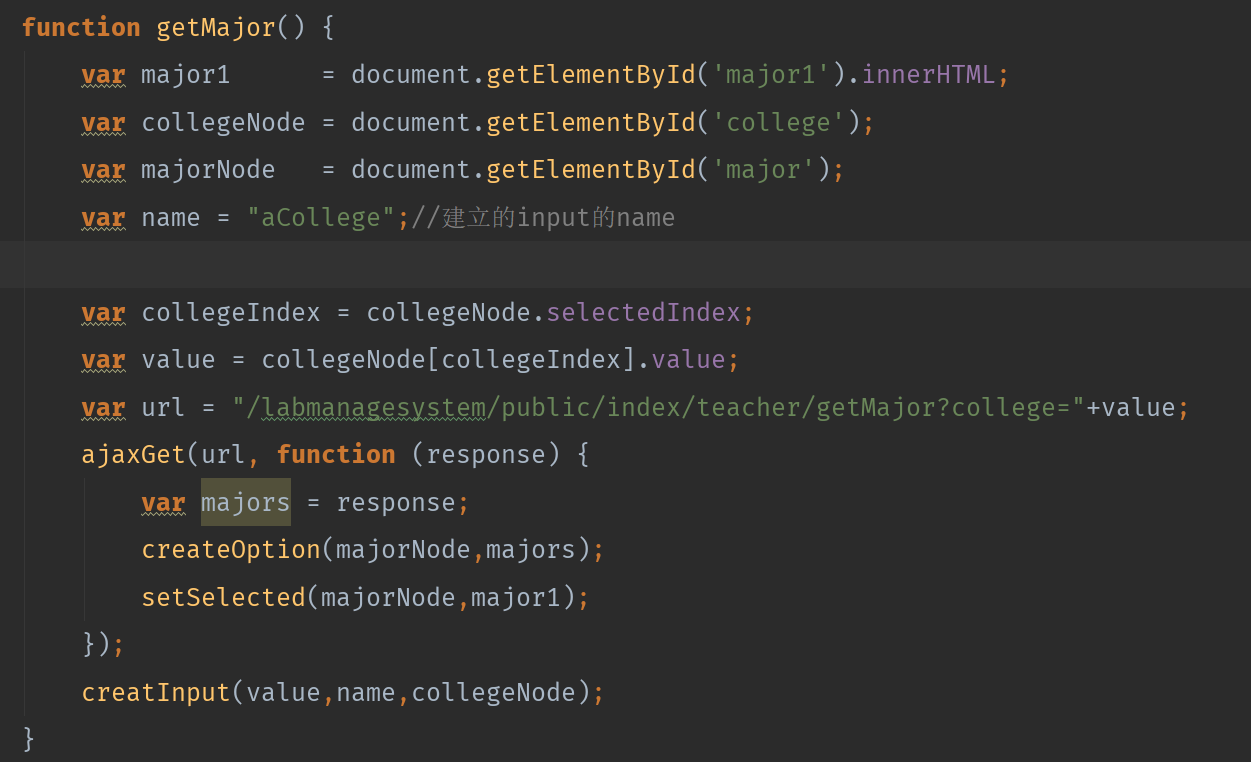 function getMajor() {
    var major1      = document.getElementById('major1').innerHTML;
    var collegeNode = document.getElementById('college');
    var majorNode   = document.getElementById('major');
    var name = "aCollege";//建立的input的name
    var collegeIndex = collegeNode.selectedIndex;
    var value = collegeNode[collegeIndex].value;
    var url = "/labmanagesystem/public/index/teacher/getMajor?college="+value;
    ajaxGet(url, function (response) {
        var majors = response;
        createOption(majorNode,majors);
        setSelected(majorNode,major1);
    });
    creatInput(value,name,collegeNode);
}